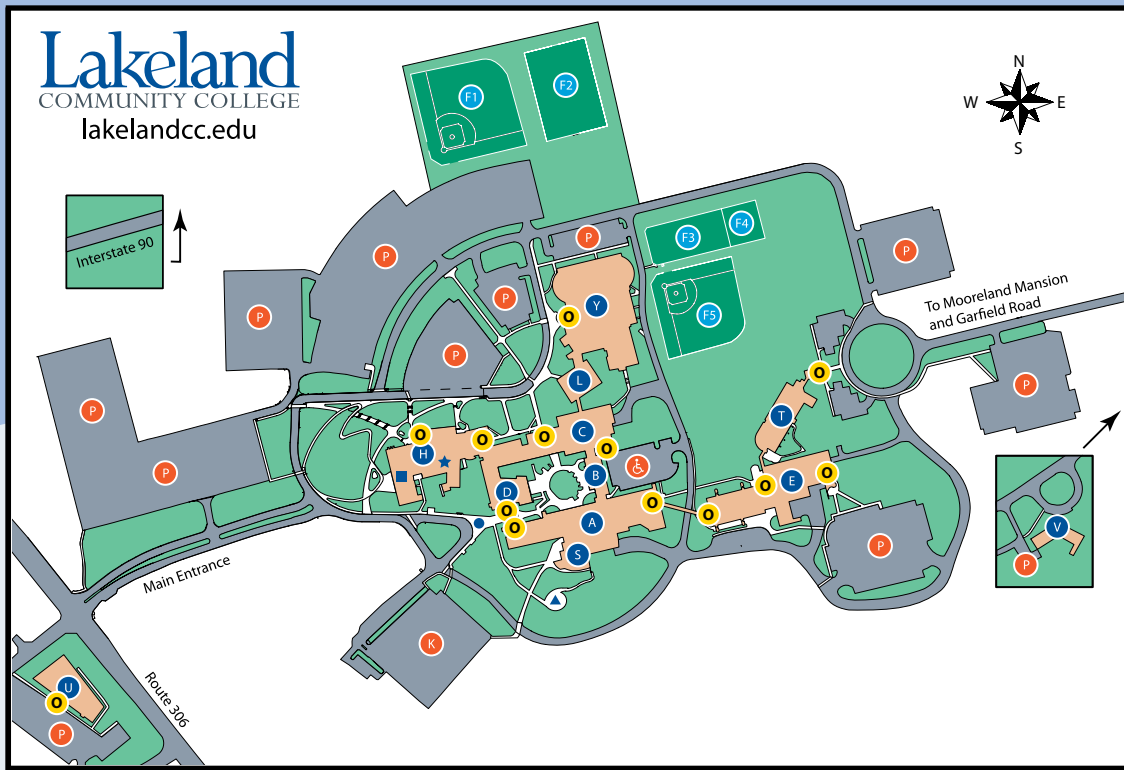 Lakeland
COMMUNITY COLLEGE
lakelandcc.edu
N
W E
S
F1
F2
Interstate 90
P
F3
F4
P
P
P
P
Y
O
F5
To Mooreland Mansion
and Garfield Road
P
P
L
O
P
P
T
O
O
O
C
H
O
P
B
E
O
D
O
O
O
A
O
O
S
P
V
P
Main Entrance
K
Route 306
U
O
P